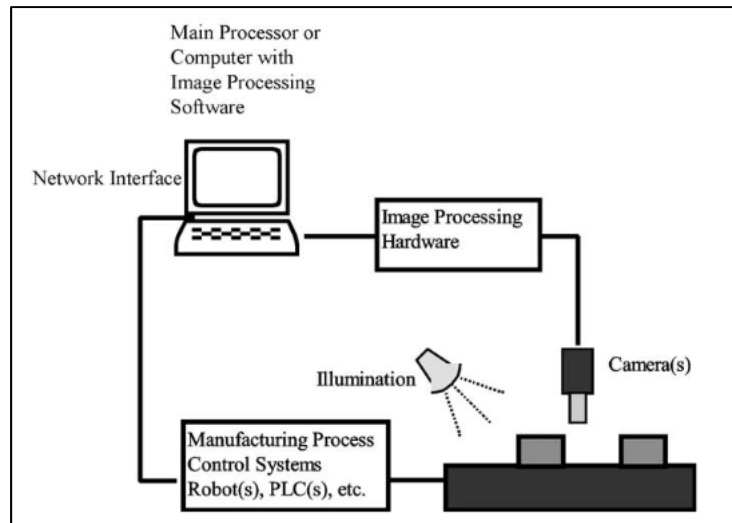 Main Processor or
Computer with
Image Processing
Software
Network Interface
Image Processing
Hardware
Illumination
Camera(s)
Manufacturing Process
Control Systems
Robot(s), PLC(s), etc.